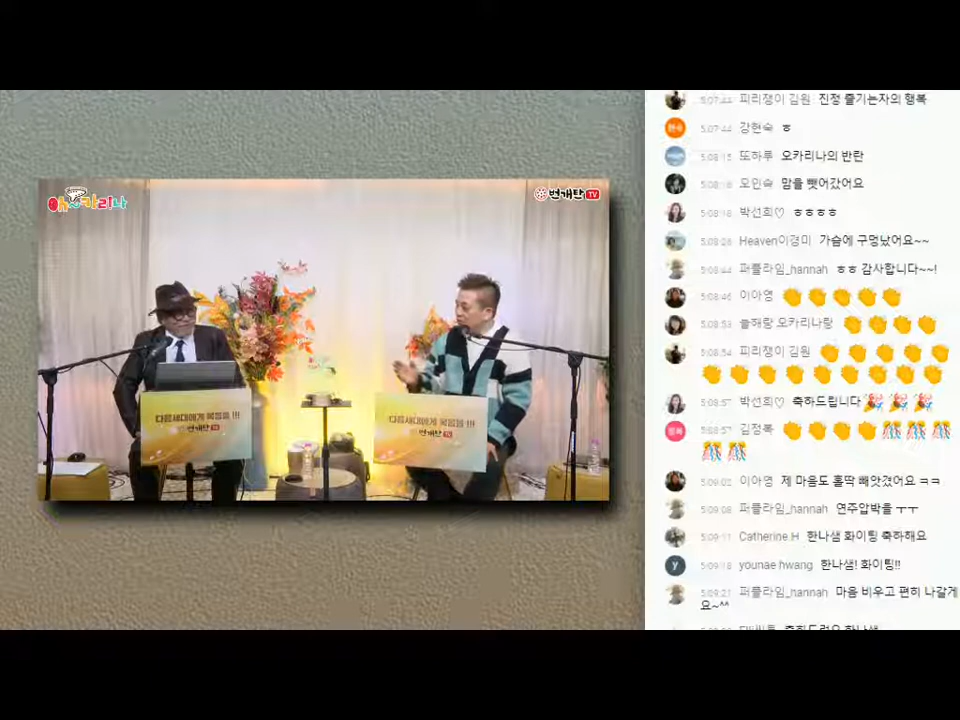 오카리나
번개탄 TV
다음세대에게 복음을 !!!
번개탄 TV
다음세대에게 복음을 !!!
번개탄 TV
5:07:44 피리쟁이 김원 진정 즐기는자의 행복
5:07:44 강현숙 ㅎ
5:08:15 또하루 오카리나의 반란
5:08:16 오인숙 맘을 뺏어갔어요
5:08:18 박선희♡ ㅎㅎㅎㅎ
5:08:26 Heaven이경미 가슴에 구멍났어요~~
5:08:44 퍼플라임_hannah ㅎㅎ 감사합니다~~!
5:08:46 이아영 👏👏👏👏👏
5:08:53 늘해랑 오카리나랑 👏👏👏👏
5:08:54 피리쟁이 김원 👏👏👏👏👏
👏👏👏👏👏👏👏👏👏
5:08:57 박선희♡ 축하드립니다🎉🎉🎉
5:08:57 김정록 👏👏👏👏🎊🎊🎊
🎊🎊
5:09:02 이아영 제 마음도 홀딱 빼앗겼어요 ㅋㅋ
5:09:08 퍼플라임_hannah 연주압박을 ㅜㅜ
5:09:11 Catherine.H 한나샘 화이팅 축하해요
y 5:09:18 younae hwang 한나샘! 화이팅!!
5:09:21 퍼플라임_hannah 마음 비우고 편히 나갈게
요~^^